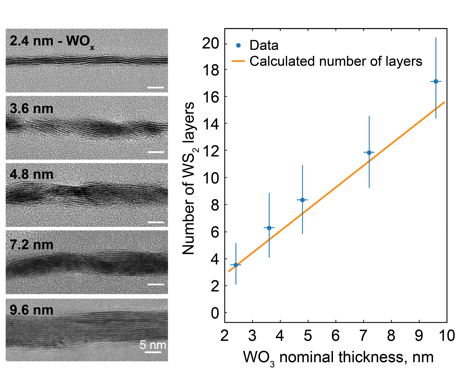 2.4 nm - WOₓ
3.6 nm
4.8 nm
7.2 nm
9.6 nm
5 nm
Number of WS₂ layers
20
18
16
14
12
10
8
6
4
2
0
Data
Calculated number of layers
2 3 4 5 6 7 8 9 10
WO₃ nominal thickness, nm